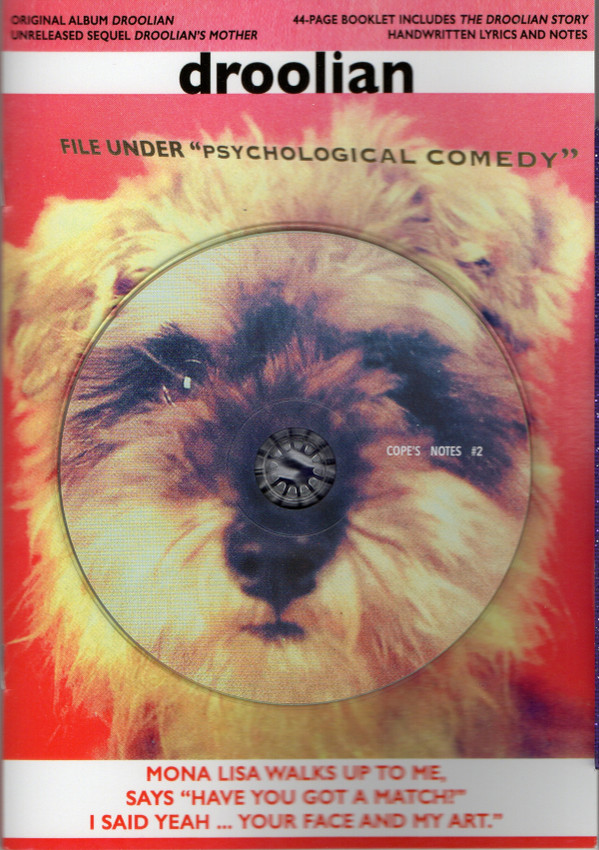 ORIGINAL ALBUM DROOLIAN
UNRELEASED SEQUEL DROOLIAN'S MOTHER
44-PAGE BOOKLET INCLUDES THE DROOLIAN STORY
HANDWRITTEN LYRICS AND NOTES
droolian
FILE UNDER “PSYCHOLOGICAL COMEDY”
COPE'S NOTES #2
MONA LISA WALKS UP TO ME,
SAYS “HAVE YOU GOT A MATCH?”
I SAID YEAH ... YOUR FACE AND MY ART.”